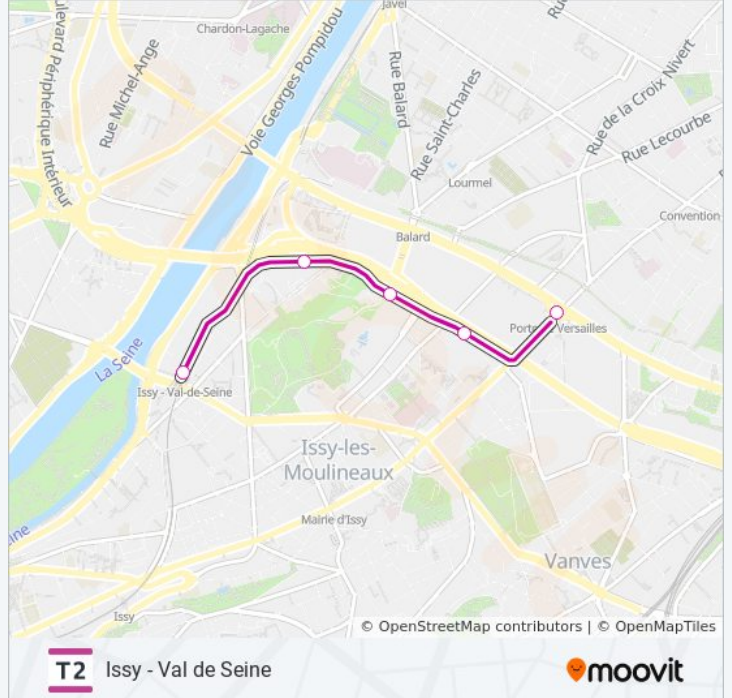 Javel
Chardon-Lagache
Boulevard Périphérique Intérieur
Rue Michel-Ange
Voie Georges Pompidou
Rue Balard
Rue Saint-Charles
Rue de la Croix Nivert
Rue Lecourbe
Lourmel
Convention
Balard
Versailles
La Seine
Issy - Val-de-Seine
Issy-les-
Moulineaux
Mairie d'Issy
Vanves
Issy
© OpenStreetMap contributors | © OpenMapTiles
T2 Issy - Val de Seine
moovit